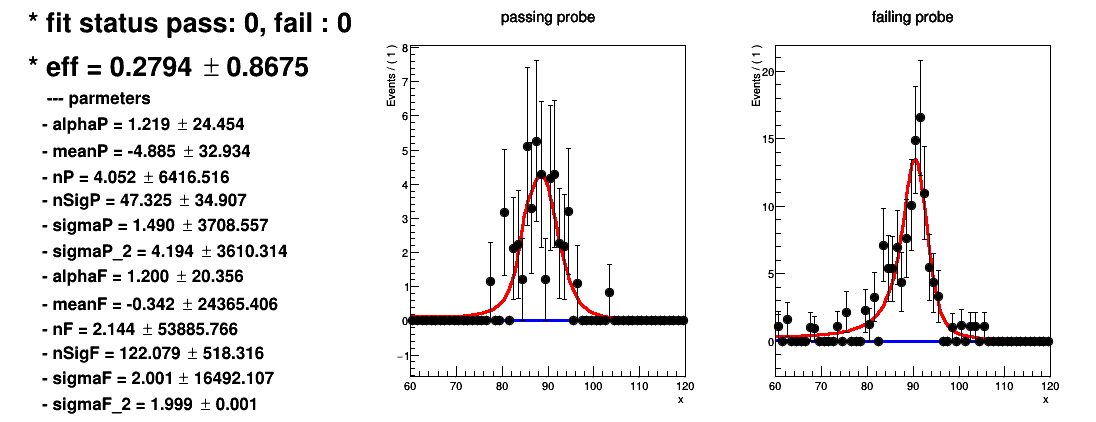 * fit status pass: 0, fail : 0
* eff = 0.2794 ± 0.8675
--- parmeters
- alphaP = 1.219 ± 24.454
- meanP = -4.885 ± 32.934
- nP = 4.052 ± 6416.516
- nSigP = 47.325 ± 34.907
- sigmaP = 1.490 ± 3708.557
- sigmaP_2 = 4.194 ± 3610.314
- alphaF = 1.200 ± 20.356
- meanF = -0.342 ± 24365.406
- nF = 2.144 ± 53885.766
- nSigF = 122.079 ± 518.316
- sigmaF = 2.001 ± 16492.107
- sigmaF_2 = 1.999 ± 0.001
passing probe
Events / ( 1 )
8
7
6
5
4
3
2
1
0
−1
60 70 80 90 100 110 120
x
failing probe
Events / ( 1 )
20
15
10
5
0
60 70 80 90 100 110 120
x